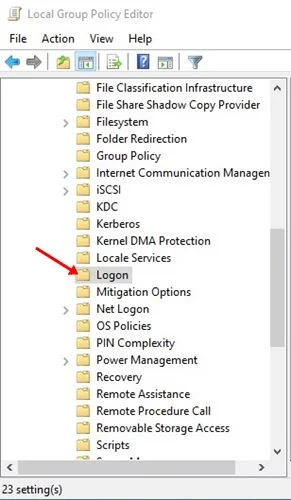 Local Group Policy Editor
File Action View Help
File Classification Infrastructure
File Share Shadow Copy Provider
Filesystem
Folder Redirection
Group Policy
Internet Communication Managen
iSCSI
KDC
Kerberos
Kernel DMA Protection
Locale Services
Logon
Mitigation Options
Net Logon
OS Policies
PIN Complexity
Power Management
Recovery
Remote Assistance
Remote Procedure Call
Removable Storage Access
Scripts
23 setting(s)